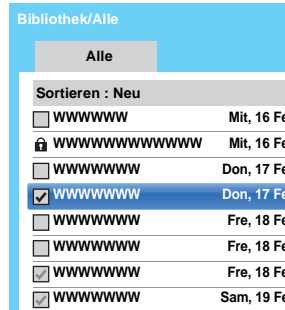 Bibliothek/Alle
Alle
Sortieren : Neu
WWWWWW Mit, 16 Fe
WWWWWWWWWWWW Mit, 16 Fe
WWWWWWW Don, 17 Fe
WWWWWWW Don, 17 Fe
WWWWWWW Fre, 18 Fe
WWWWWWW Fre, 18 Fe
WWWWWWW Fre, 18 Fe
WWWWWWW Sam, 19 Fe